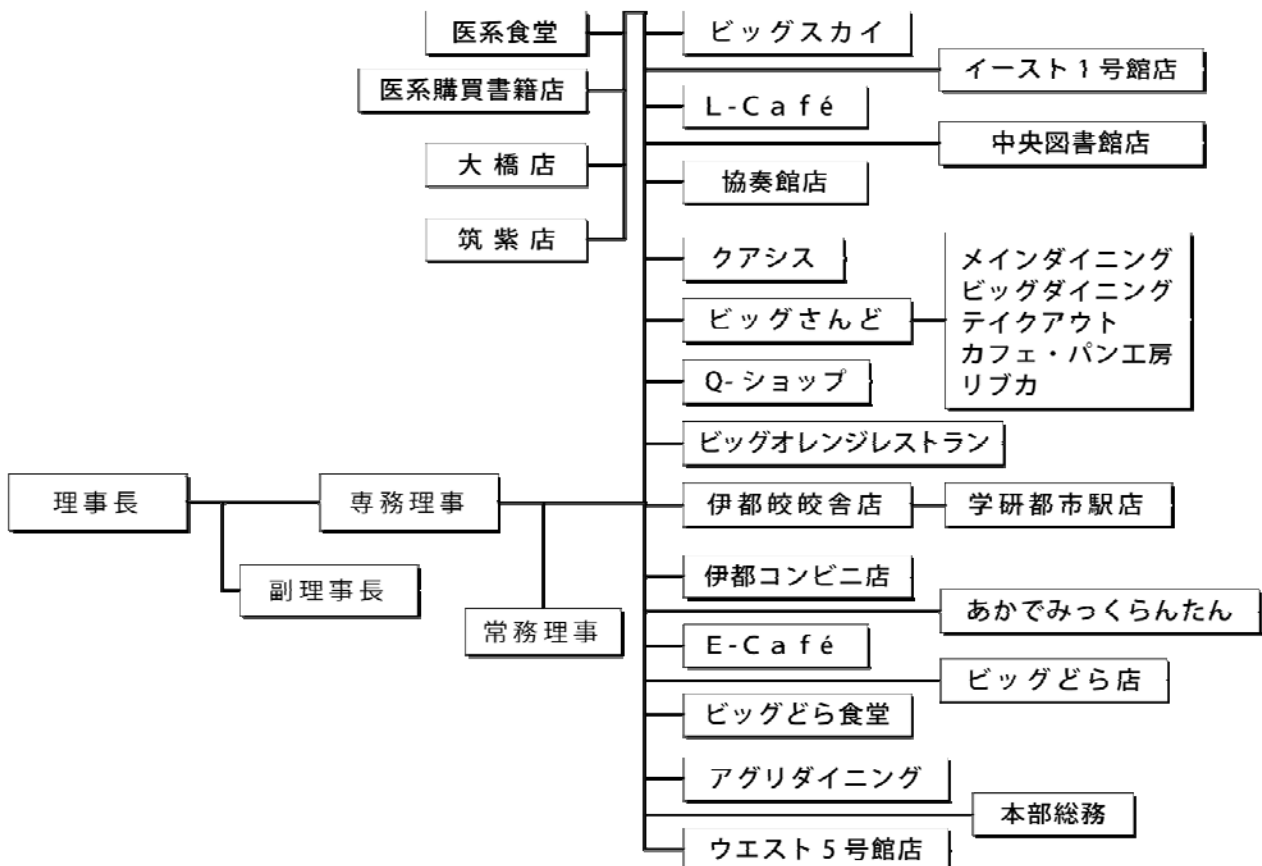 医系食堂
ビッグスカイ
イースト1号館店
医系購買書籍店
L-Café
中央図書館店
大橋店
協奏館店
筑紫店
クアシス
ビッグさんど
メインダイニング
ビッグダイニング
テイクアウト
カフェ・パン工房
リブカ
Q-ショップ
ビッグオレンジレストラン
理事長
専務理事
伊都皎皎舎店
学研都市駅店
副理事長
常務理事
伊都コンビニ店
あかでみっくらんたん
E-Café
ビッグどら店
ビッグどら食堂
アグリダイニング
本部総務
ウエスト5号館店